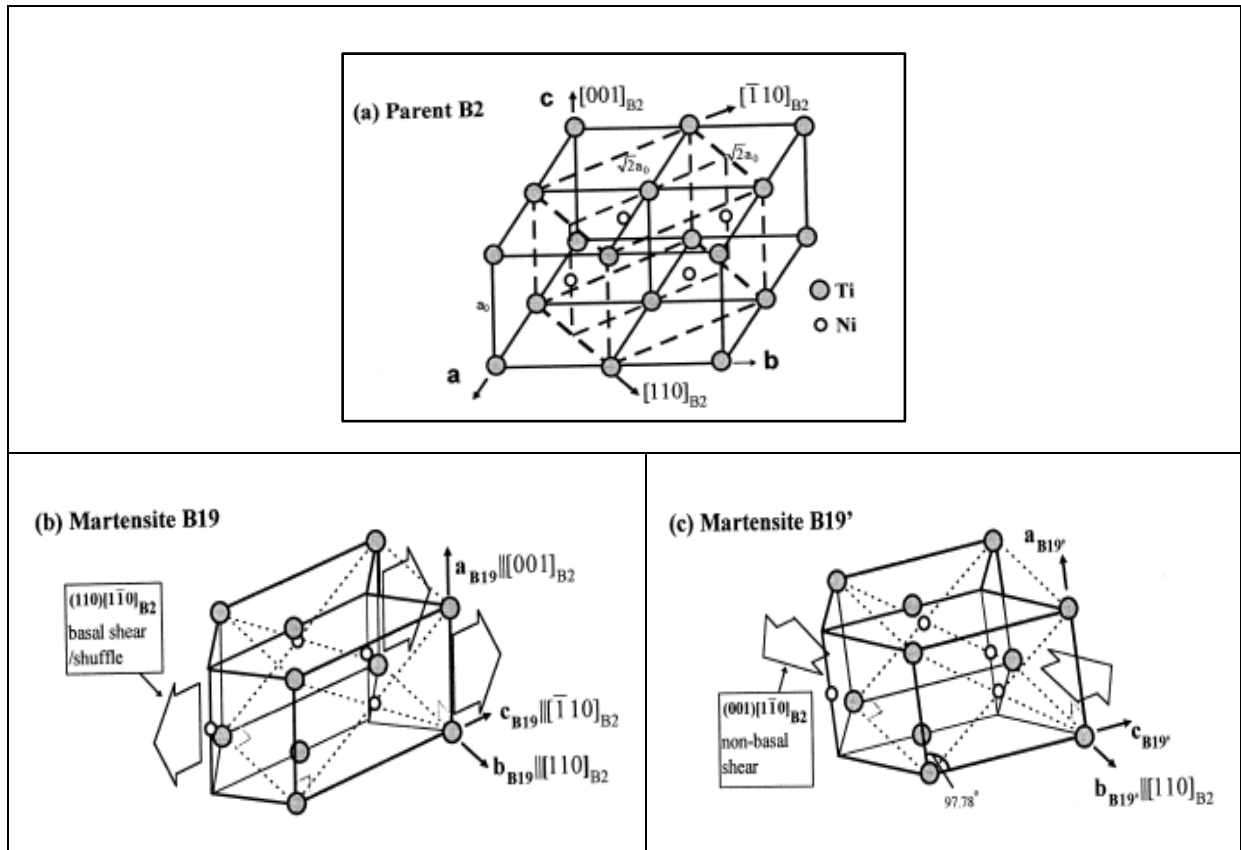 (a) Parent B2
c
[001]B2
[1̅10]B2
√2a₀
√2a₀
a₀
Ti
Ni
a
b
[110]B2
(b) Martensite B19
(110)[11̅0]B2
basal shear
/shuffle
aB19||[001]B2
cB19||[1̅10]B2
bB19||[110]B2
(c) Martensite B19'
aB19'
(001)[11̅0]B2
non-basal
shear
97.78°
cB19'
bB19'||[110]B2